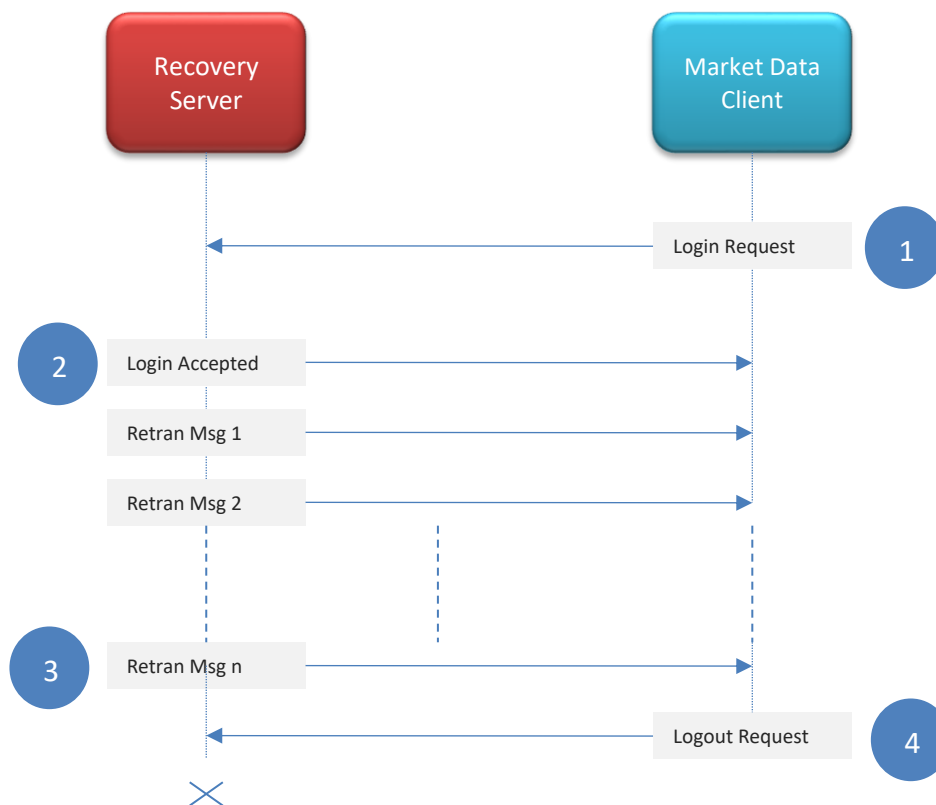 Recovery
Server
Market Data
Client
Login Request
1
2
Login Accepted
Retran Msg 1
Retran Msg 2
3
Retran Msg n
Logout Request
4